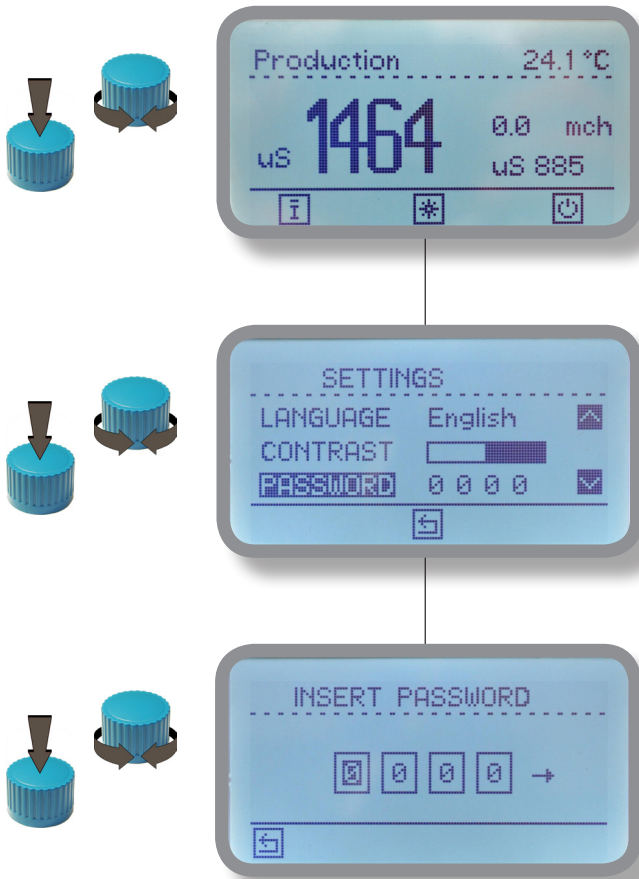 Production 24.1 °C
uS 1464 0.0 mch
uS 885
SETTINGS
LANGUAGE English
CONTRAST
PASSWORD 0 0 0 0
INSERT PASSWORD
0 0 0